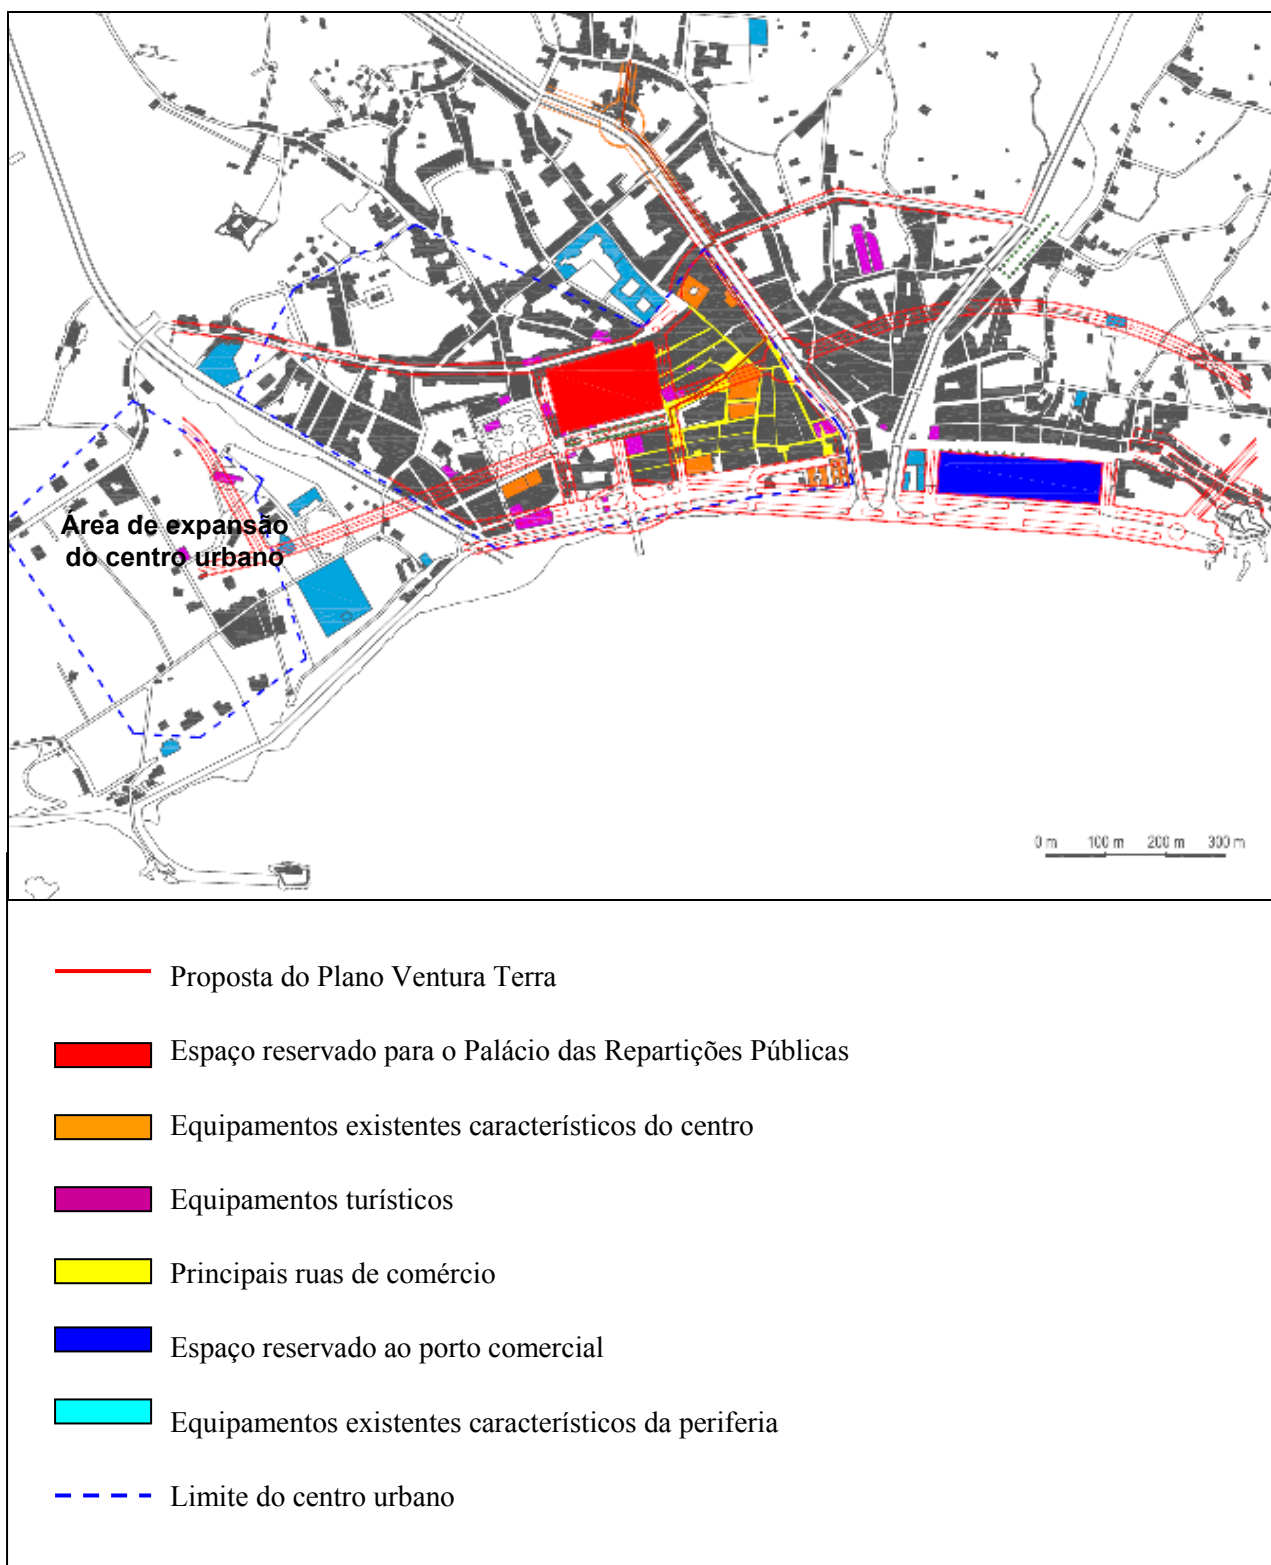 Área de expansão
do centro urbano
0 m 100 m 200 m 300 m
Proposta do Plano Ventura Terra
Espaço reservado para o Palácio das Repartições Públicas
Equipamentos existentes característicos do centro
Equipamentos turísticos
Principais ruas de comércio
Espaço reservado ao porto comercial
Equipamentos existentes característicos da periferia
Limite do centro urbano